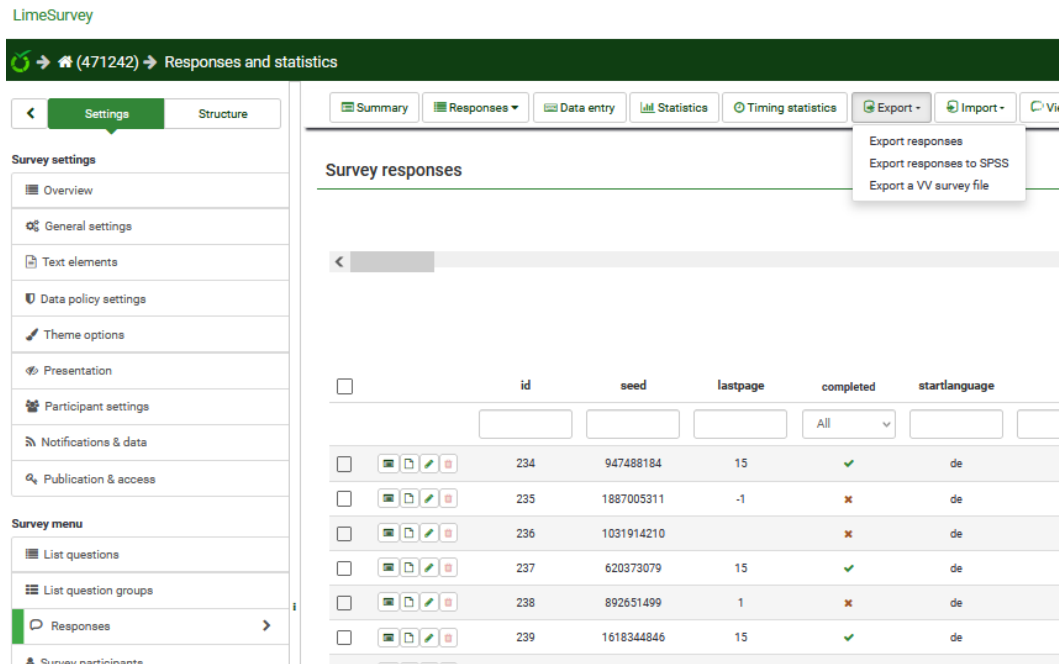 LimeSurvey
(471242) Responses and statistics
Settings Structure
Summary Responses Data entry Statistics Timing statistics Export Import
Export responses
Export responses to SPSS
Export a VV survey file
Survey responses
Survey settings
Overview
General settings
Text elements
Data policy settings
Theme options
Presentation
Participant settings
Notifications & data
Publication & access
Survey menu
List questions
List question groups
Responses
Survey participants
id seed lastpage completed startlanguage
All
234 947488184 15 de
235 1887005311 -1 de
236 1031914210 de
237 620373079 15 de
238 892651499 1 de
239 1618344846 15 de